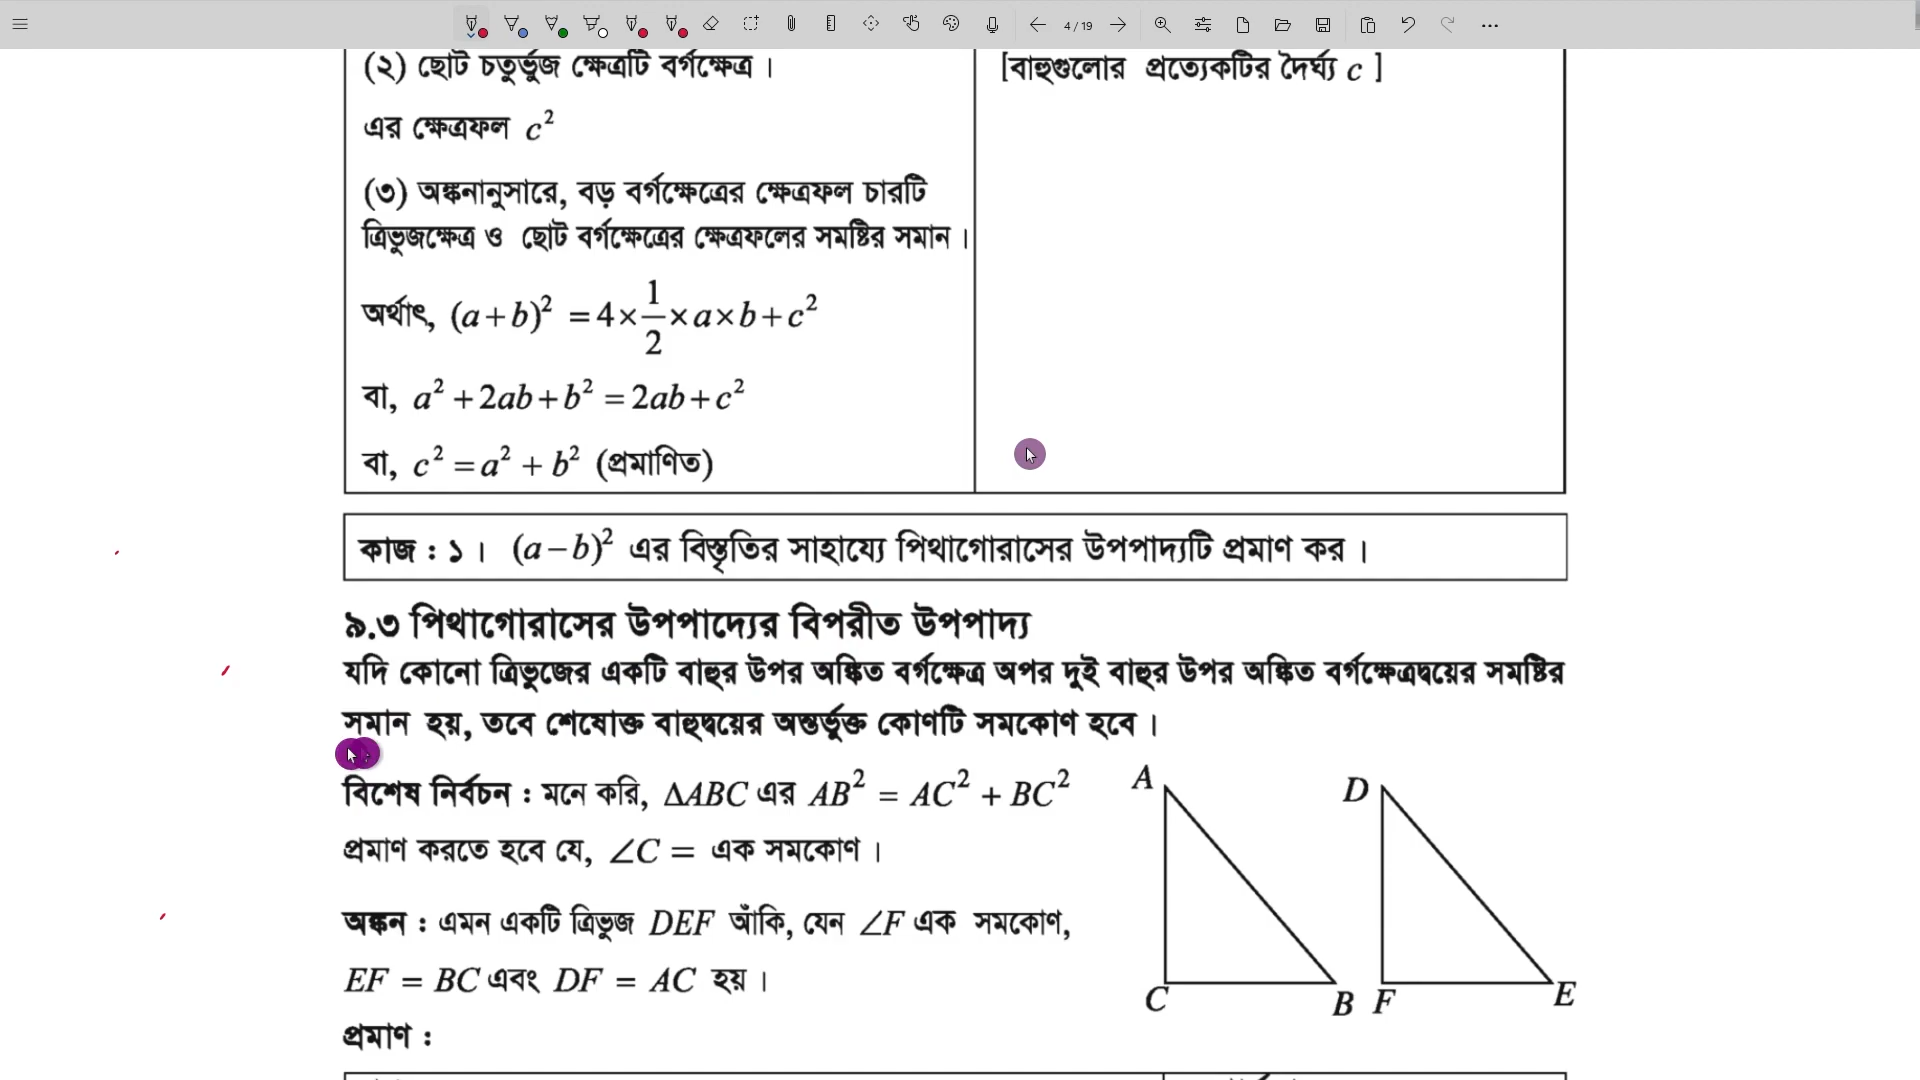 4 / 19
(২) ছোট চতুর্ভুজ ক্ষেত্রটি বর্গক্ষেত্র।
[বাহুগুলোর প্রত্যেকটির দৈর্ঘ্য c ]
এর ক্ষেত্রফল c²
(৩) অঙ্কনানুসারে, বড় বর্গক্ষেত্রের ক্ষেত্রফল চারটি
ত্রিভুজক্ষেত্র ও ছোট বর্গক্ষেত্রের ক্ষেত্রফলের সমষ্টির সমান।
অর্থাৎ, (a+b)² = 4×1/2×a×b+c²
বা, a² +2ab+b² = 2ab+c²
বা, c² = a² + b² (প্রমাণিত)
কাজ : ১। (a−b)² এর বিস্তৃতির সাহায্যে পিথাগোরাসের উপপাদ্যটি প্রমাণ কর।
৯.৩ পিথাগোরাসের উপপাদ্যের বিপরীত উপপাদ্য
যদি কোনো ত্রিভুজের একটি বাহুর উপর অঙ্কিত বর্গক্ষেত্র অপর দুই বাহুর উপর অঙ্কিত বর্গক্ষেত্রদ্বয়ের সমষ্টির
সমান হয়, তবে শেষোক্ত বাহুদ্বয়ের অন্তর্ভুক্ত কোণটি সমকোণ হবে।
বিশেষ নির্বচন : মনে করি, ΔABC এর AB² = AC² + BC²
প্রমাণ করতে হবে যে, ∠C = এক সমকোণ।
অঙ্কন : এমন একটি ত্রিভুজ DEF আঁকি, যেন ∠F এক সমকোণ,
EF = BC এবং DF = AC হয়।
A
D
C
B
F
E
প্রমাণ :